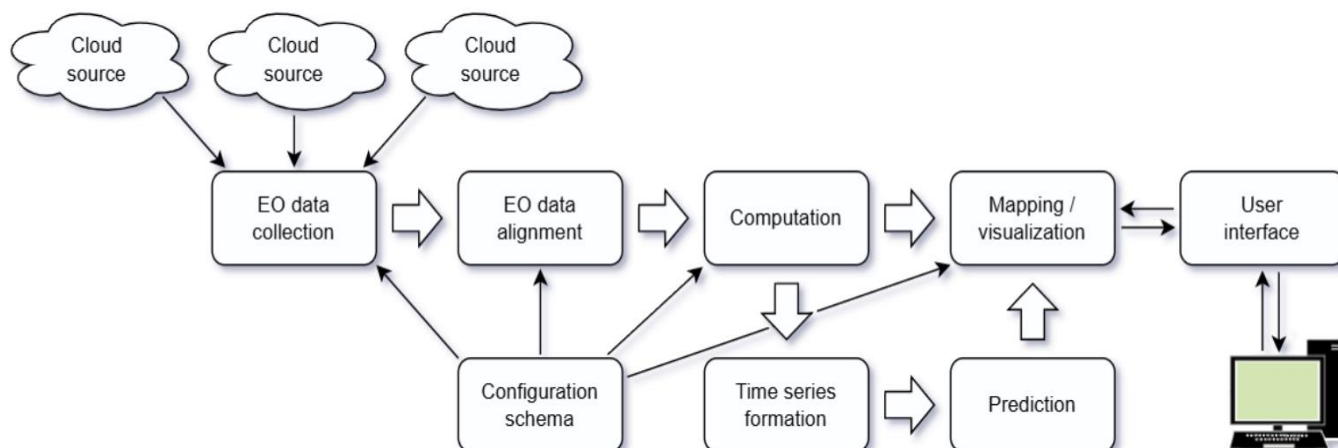 Cloud
source
Cloud
source
Cloud
source
EO data
collection
EO data
alignment
Computation
Mapping /
visualization
User
interface
Configuration
schema
Time series
formation
Prediction